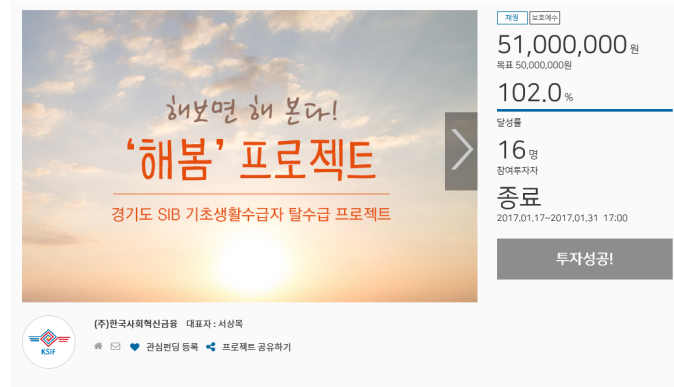 해보면 해 본다!
‘해봄’ 프로젝트
경기도 SIB 기초생활수급자 탈수급 프로젝트
채권 보호예수
51,000,000 원
목표 50,000,000원
102.0 %
달성률
16 명
참여투자자
종료
2017.01.17~2017.01.31 17:00
투자성공!
KSIF
(주)한국사회혁신금융 대표자 : 서상목
관심펀딩 등록 프로젝트 공유하기